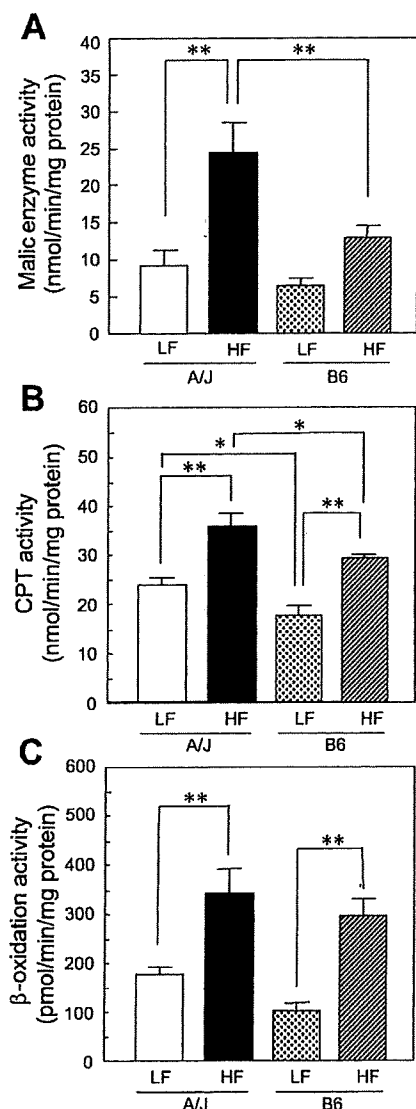 A
Malic enzyme activity
(nmol/min/mg protein)
40
35
30
25
20
15
10
5
0
** **
LF HF LF HF
A/J B6
B
CPT activity
(nmol/min/mg protein)
60
50
40
30
20
10
0
*
* **
**
LF HF LF HF
A/J B6
C
β-oxidation activity
(pmol/min/mg protein)
600
500
400
300
200
100
0
**
**
LF HF LF HF
A/J B6